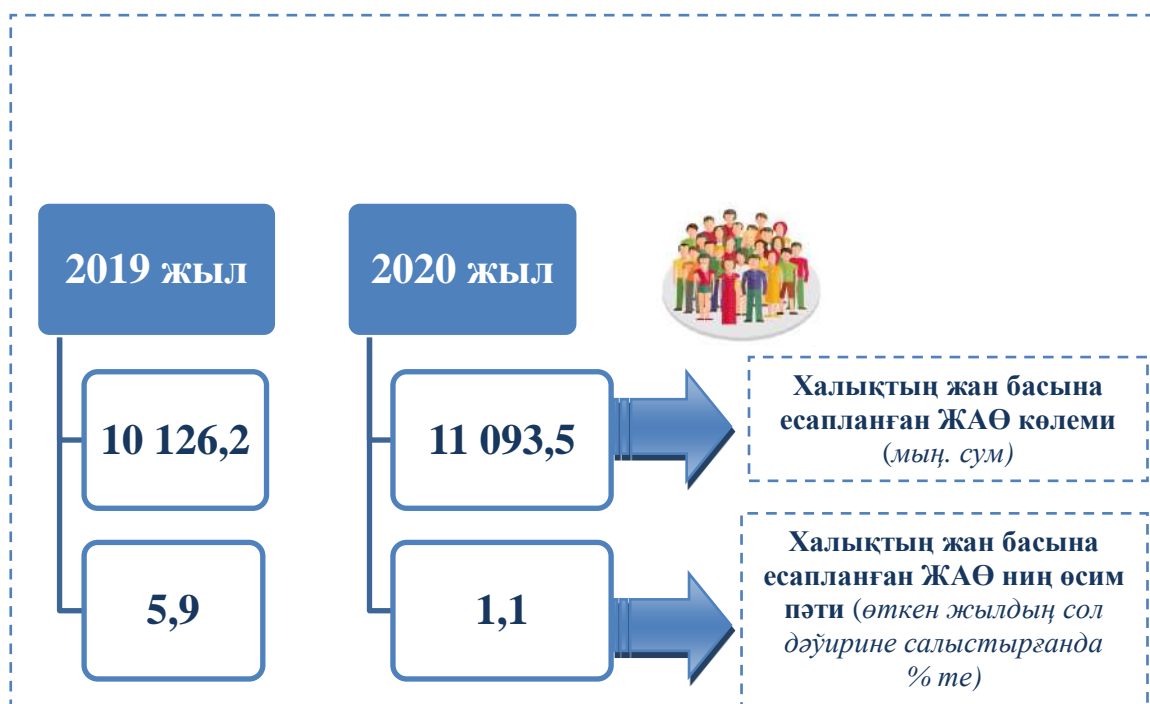 2019 жыл
2020 жыл
10 126,2
11 093,5
Халықтың жан басына
есапланған ЖАӨ көлеми
(мың. сум)
5,9
1,1
Халықтың жан басына
есапланған ЖАӨ ниң өсим
пәти (өткен жылдың сол
дәўирине салыстырғанда
% те)